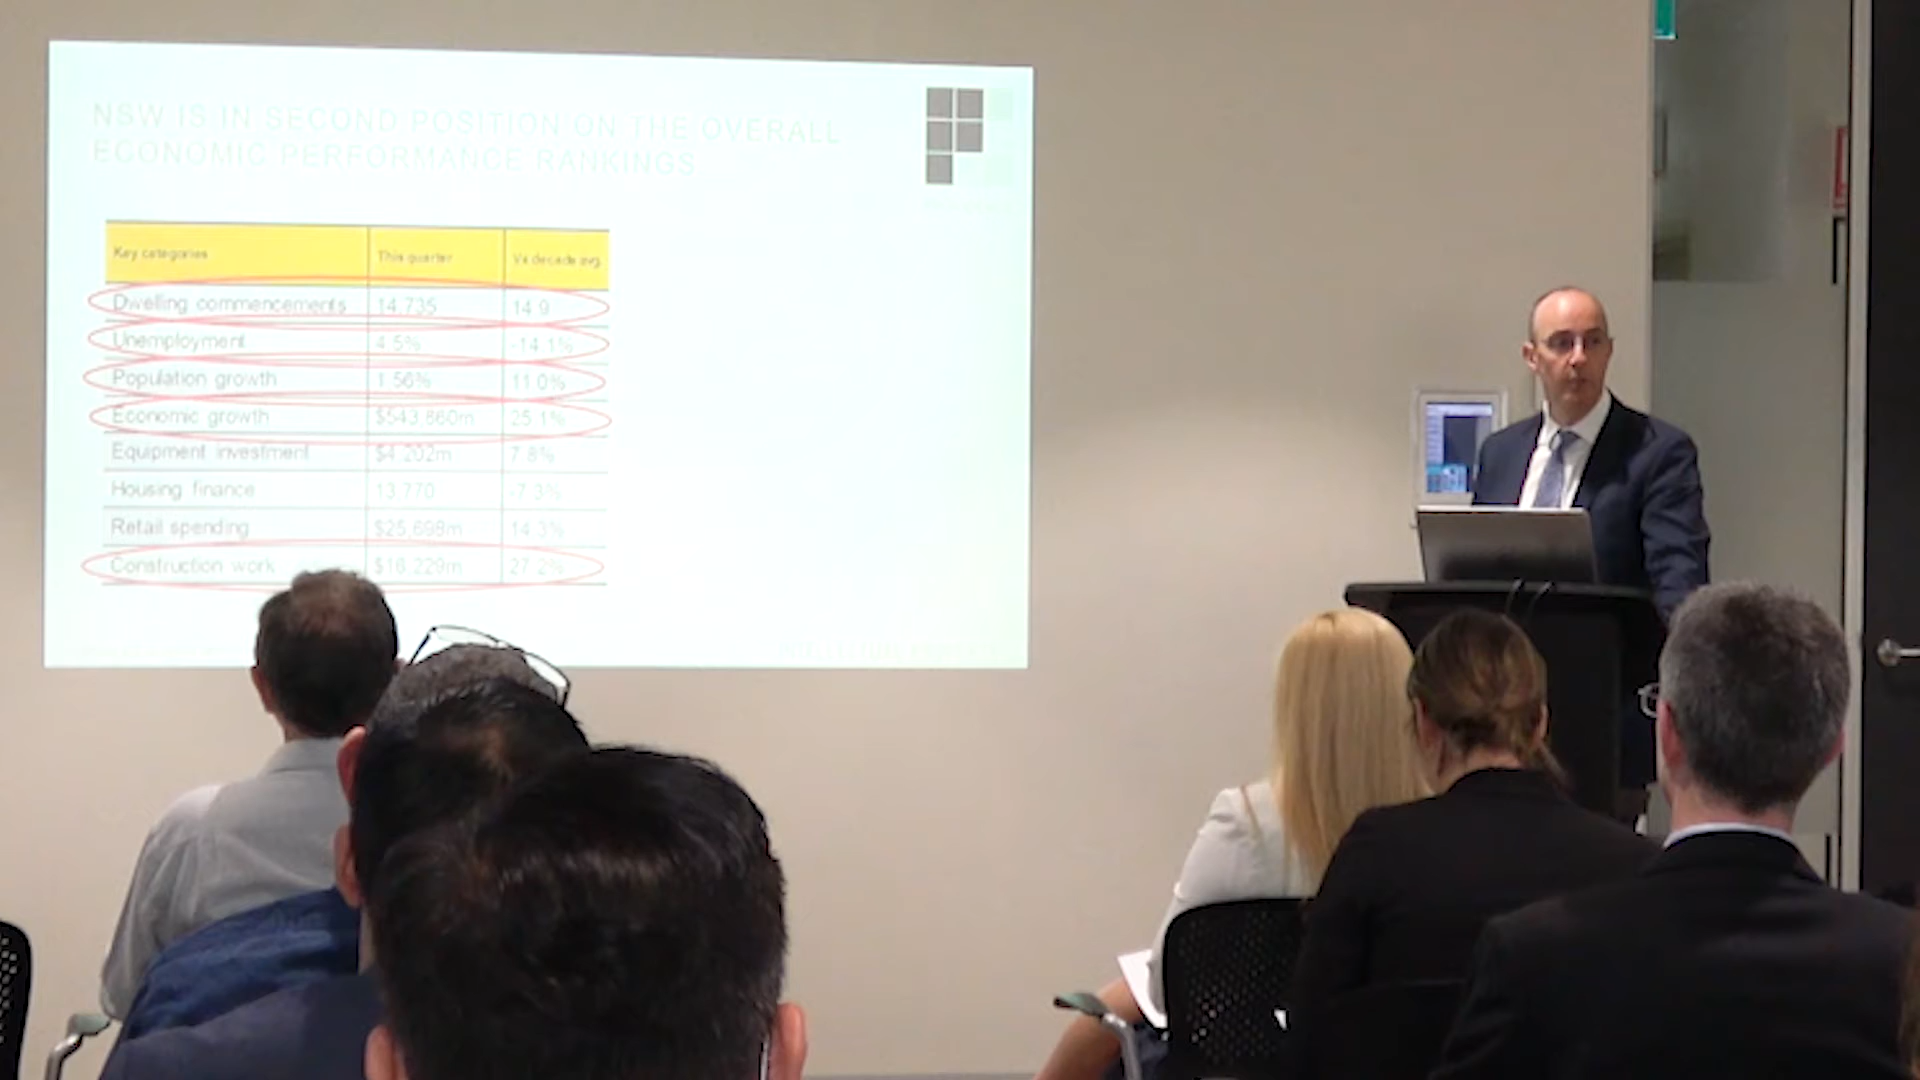 NSW IS IN SECOND POSITION ON THE OVERALL
ECONOMIC PERFORMANCE RANKINGS
Key categories This quarter Vs decade avg.
Dwelling commencements 14,735 14.9
Unemployment 4.5% -14.1%
Population growth 1.56% 11.0%
Economic growth $543,660m 25.1%
Equipment investment $4,202m 7.8%
Housing finance 13,770 -7.3%
Retail spending $25,698m 14.3%
Construction work $16,229m 27.2%